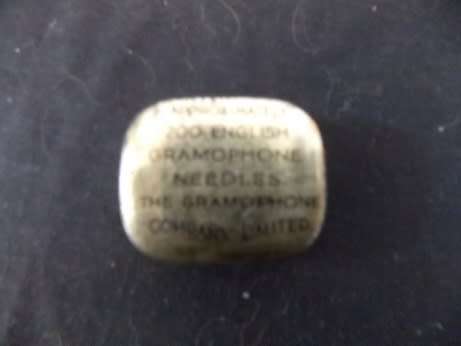 200 ENGLISH
GRAMOPHONE
NEEDLES.
THE GRAMOPHONE
COMPANY LIMITED.